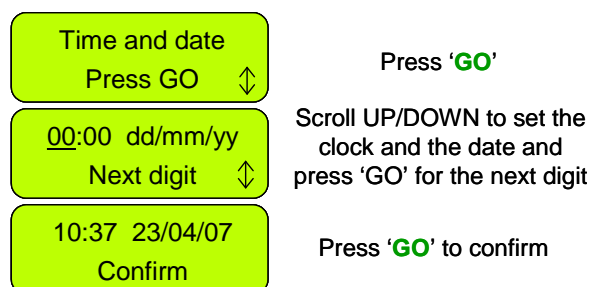 Time and date
Press GO ↕
Press ‘GO’
00:00 dd/mm/yy
Next digit ↕
Scroll UP/DOWN to set the
clock and the date and
press ‘GO’ for the next digit
10:37 23/04/07
Confirm
Press ‘GO’ to confirm